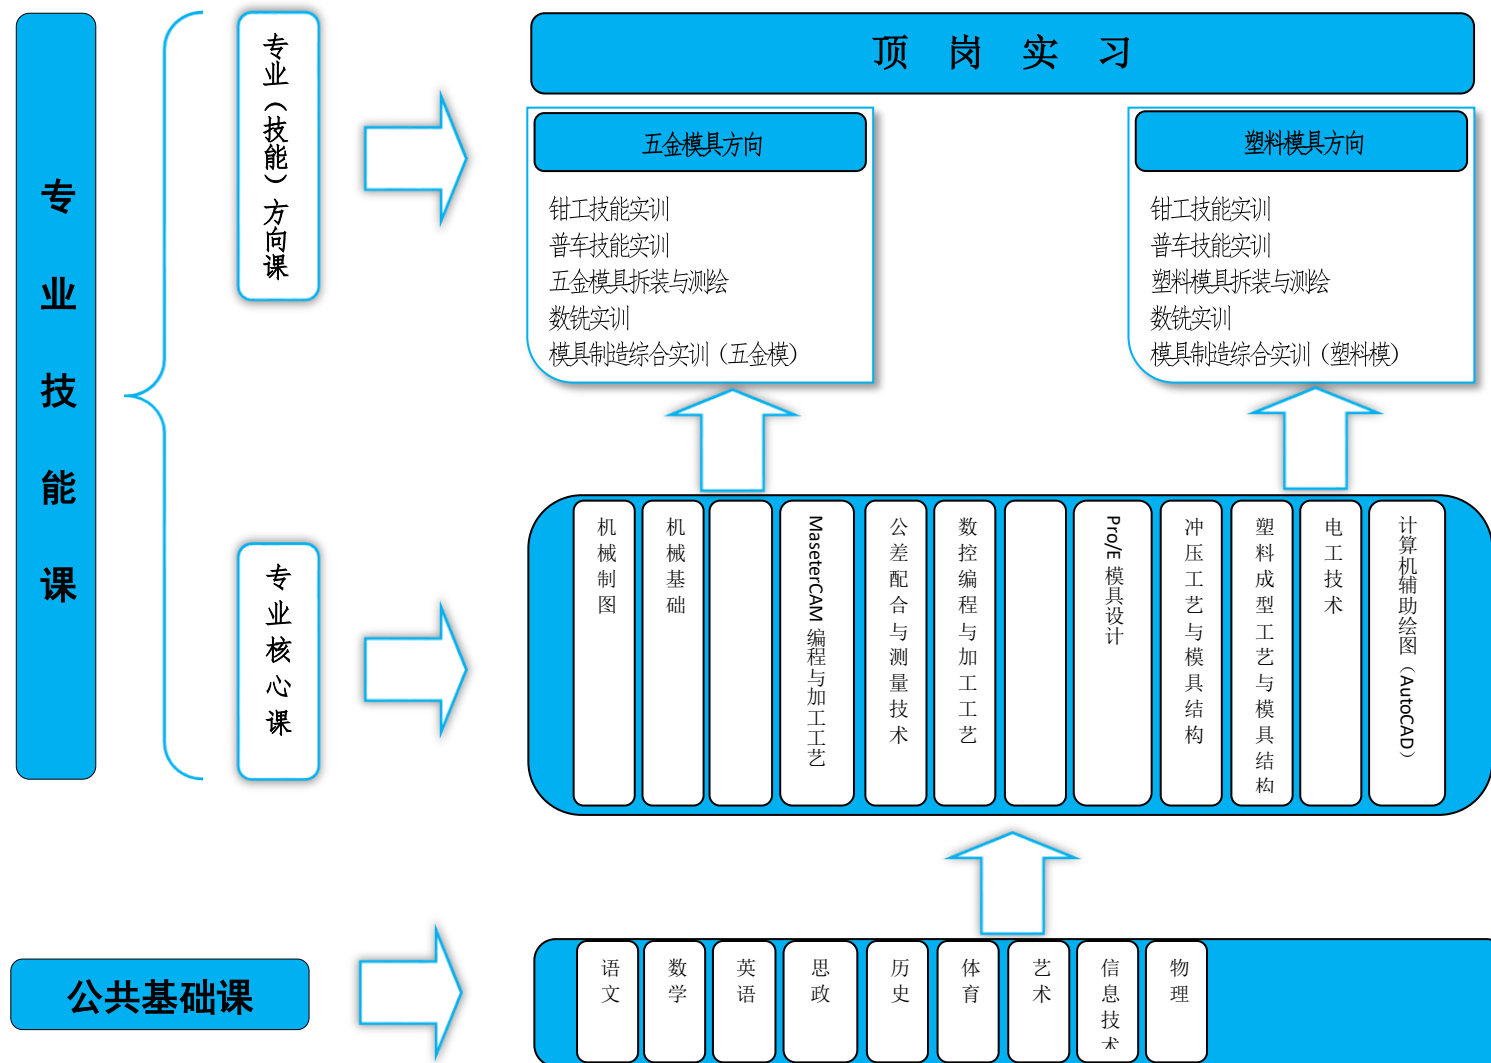 专业技能课
专业（技能）方向课
顶岗实习
五金模具方向
钳工技能实训
普车技能实训
五金模具拆装与测绘
数铣实训
模具制造综合实训（五金模）
塑料模具方向
钳工技能实训
普车技能实训
塑料模具拆装与测绘
数铣实训
模具制造综合实训（塑料模）
专业核心课
机械制图
机械基础
MaseterCAM 编程与加工工艺
公差配合与测量技术
数控编程与加工工艺
Pro/E 模具设计
冲压工艺与模具结构
塑料成型工艺与模具结构
电工技术
计算机辅助绘图（AutoCAD）
公共基础课
语文
数学
英语
思政
历史
体育
艺术
信息技术
物理